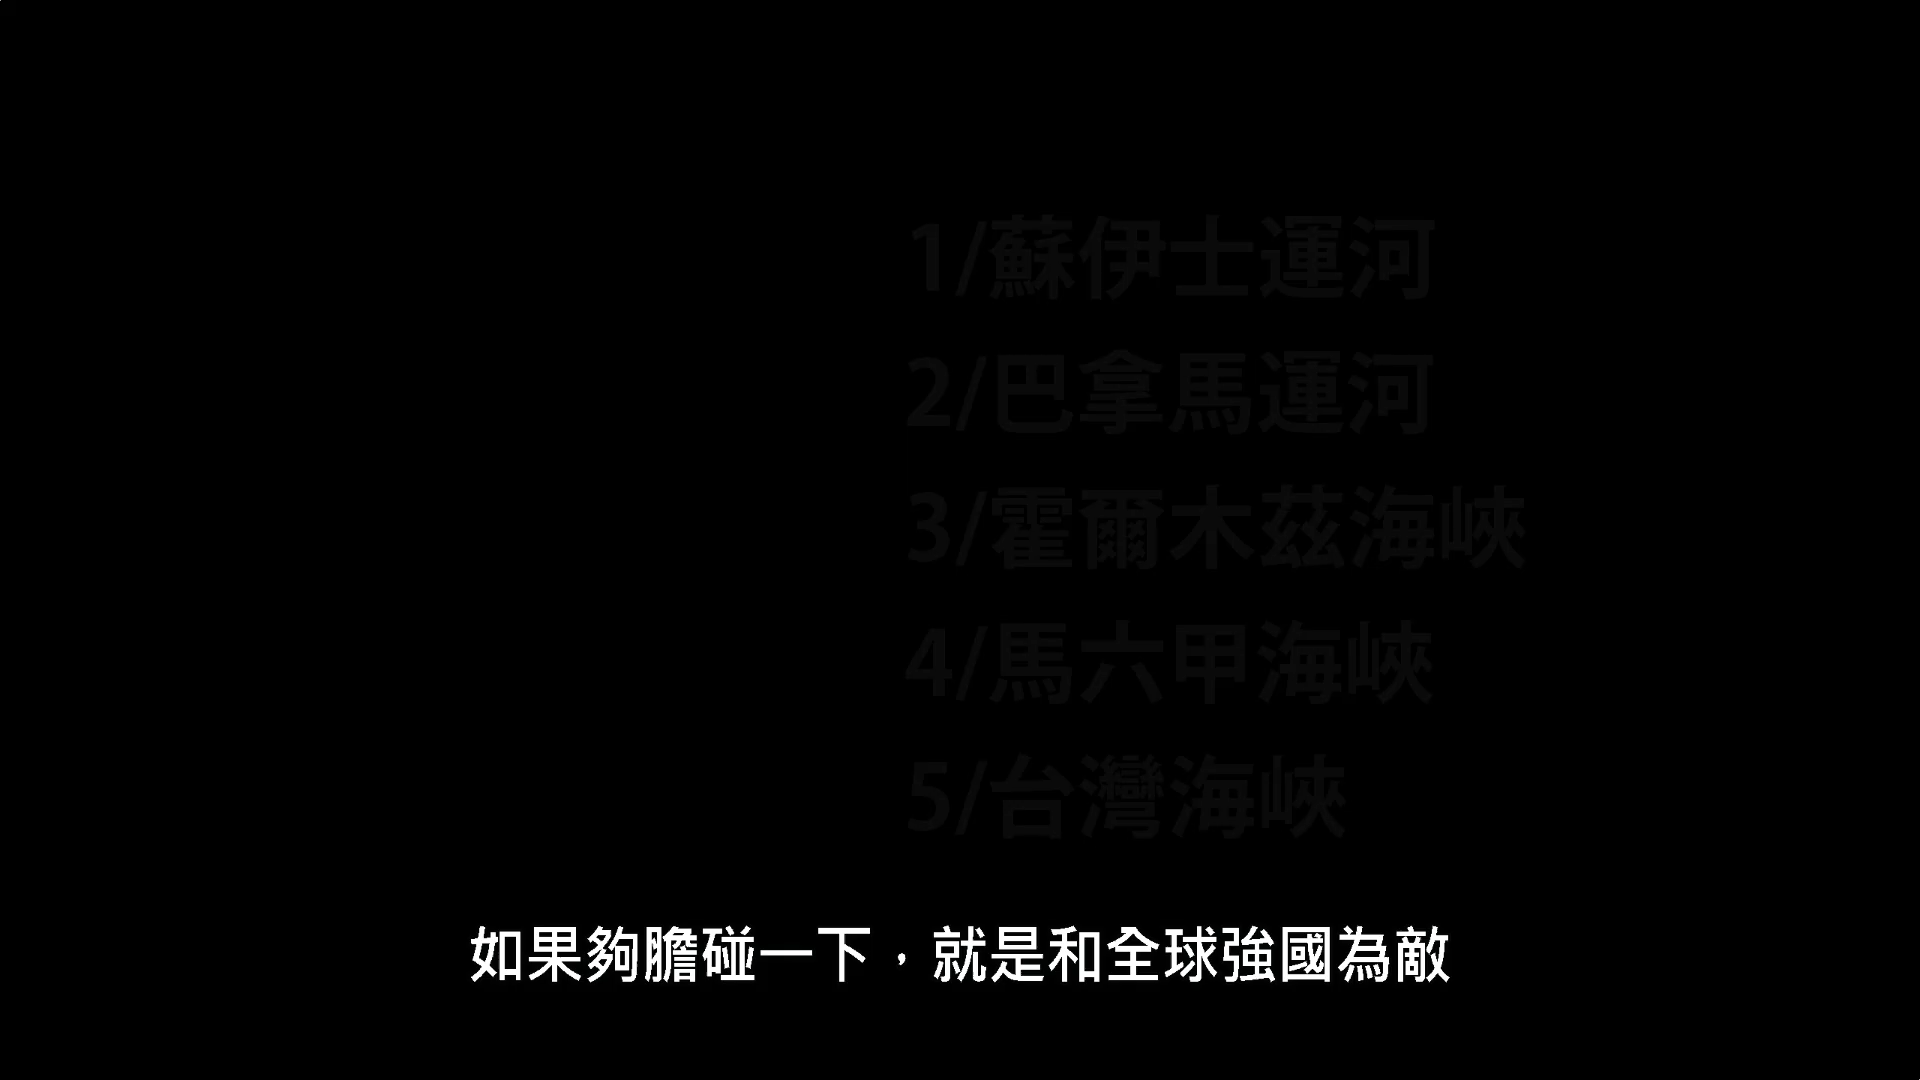 1/蘇伊士運河
2/巴拿馬運河
3/霍爾木茲海峽
4/馬六甲海峽
5/台灣海峽
如果夠膽碰一下，就是和全球強國為敵